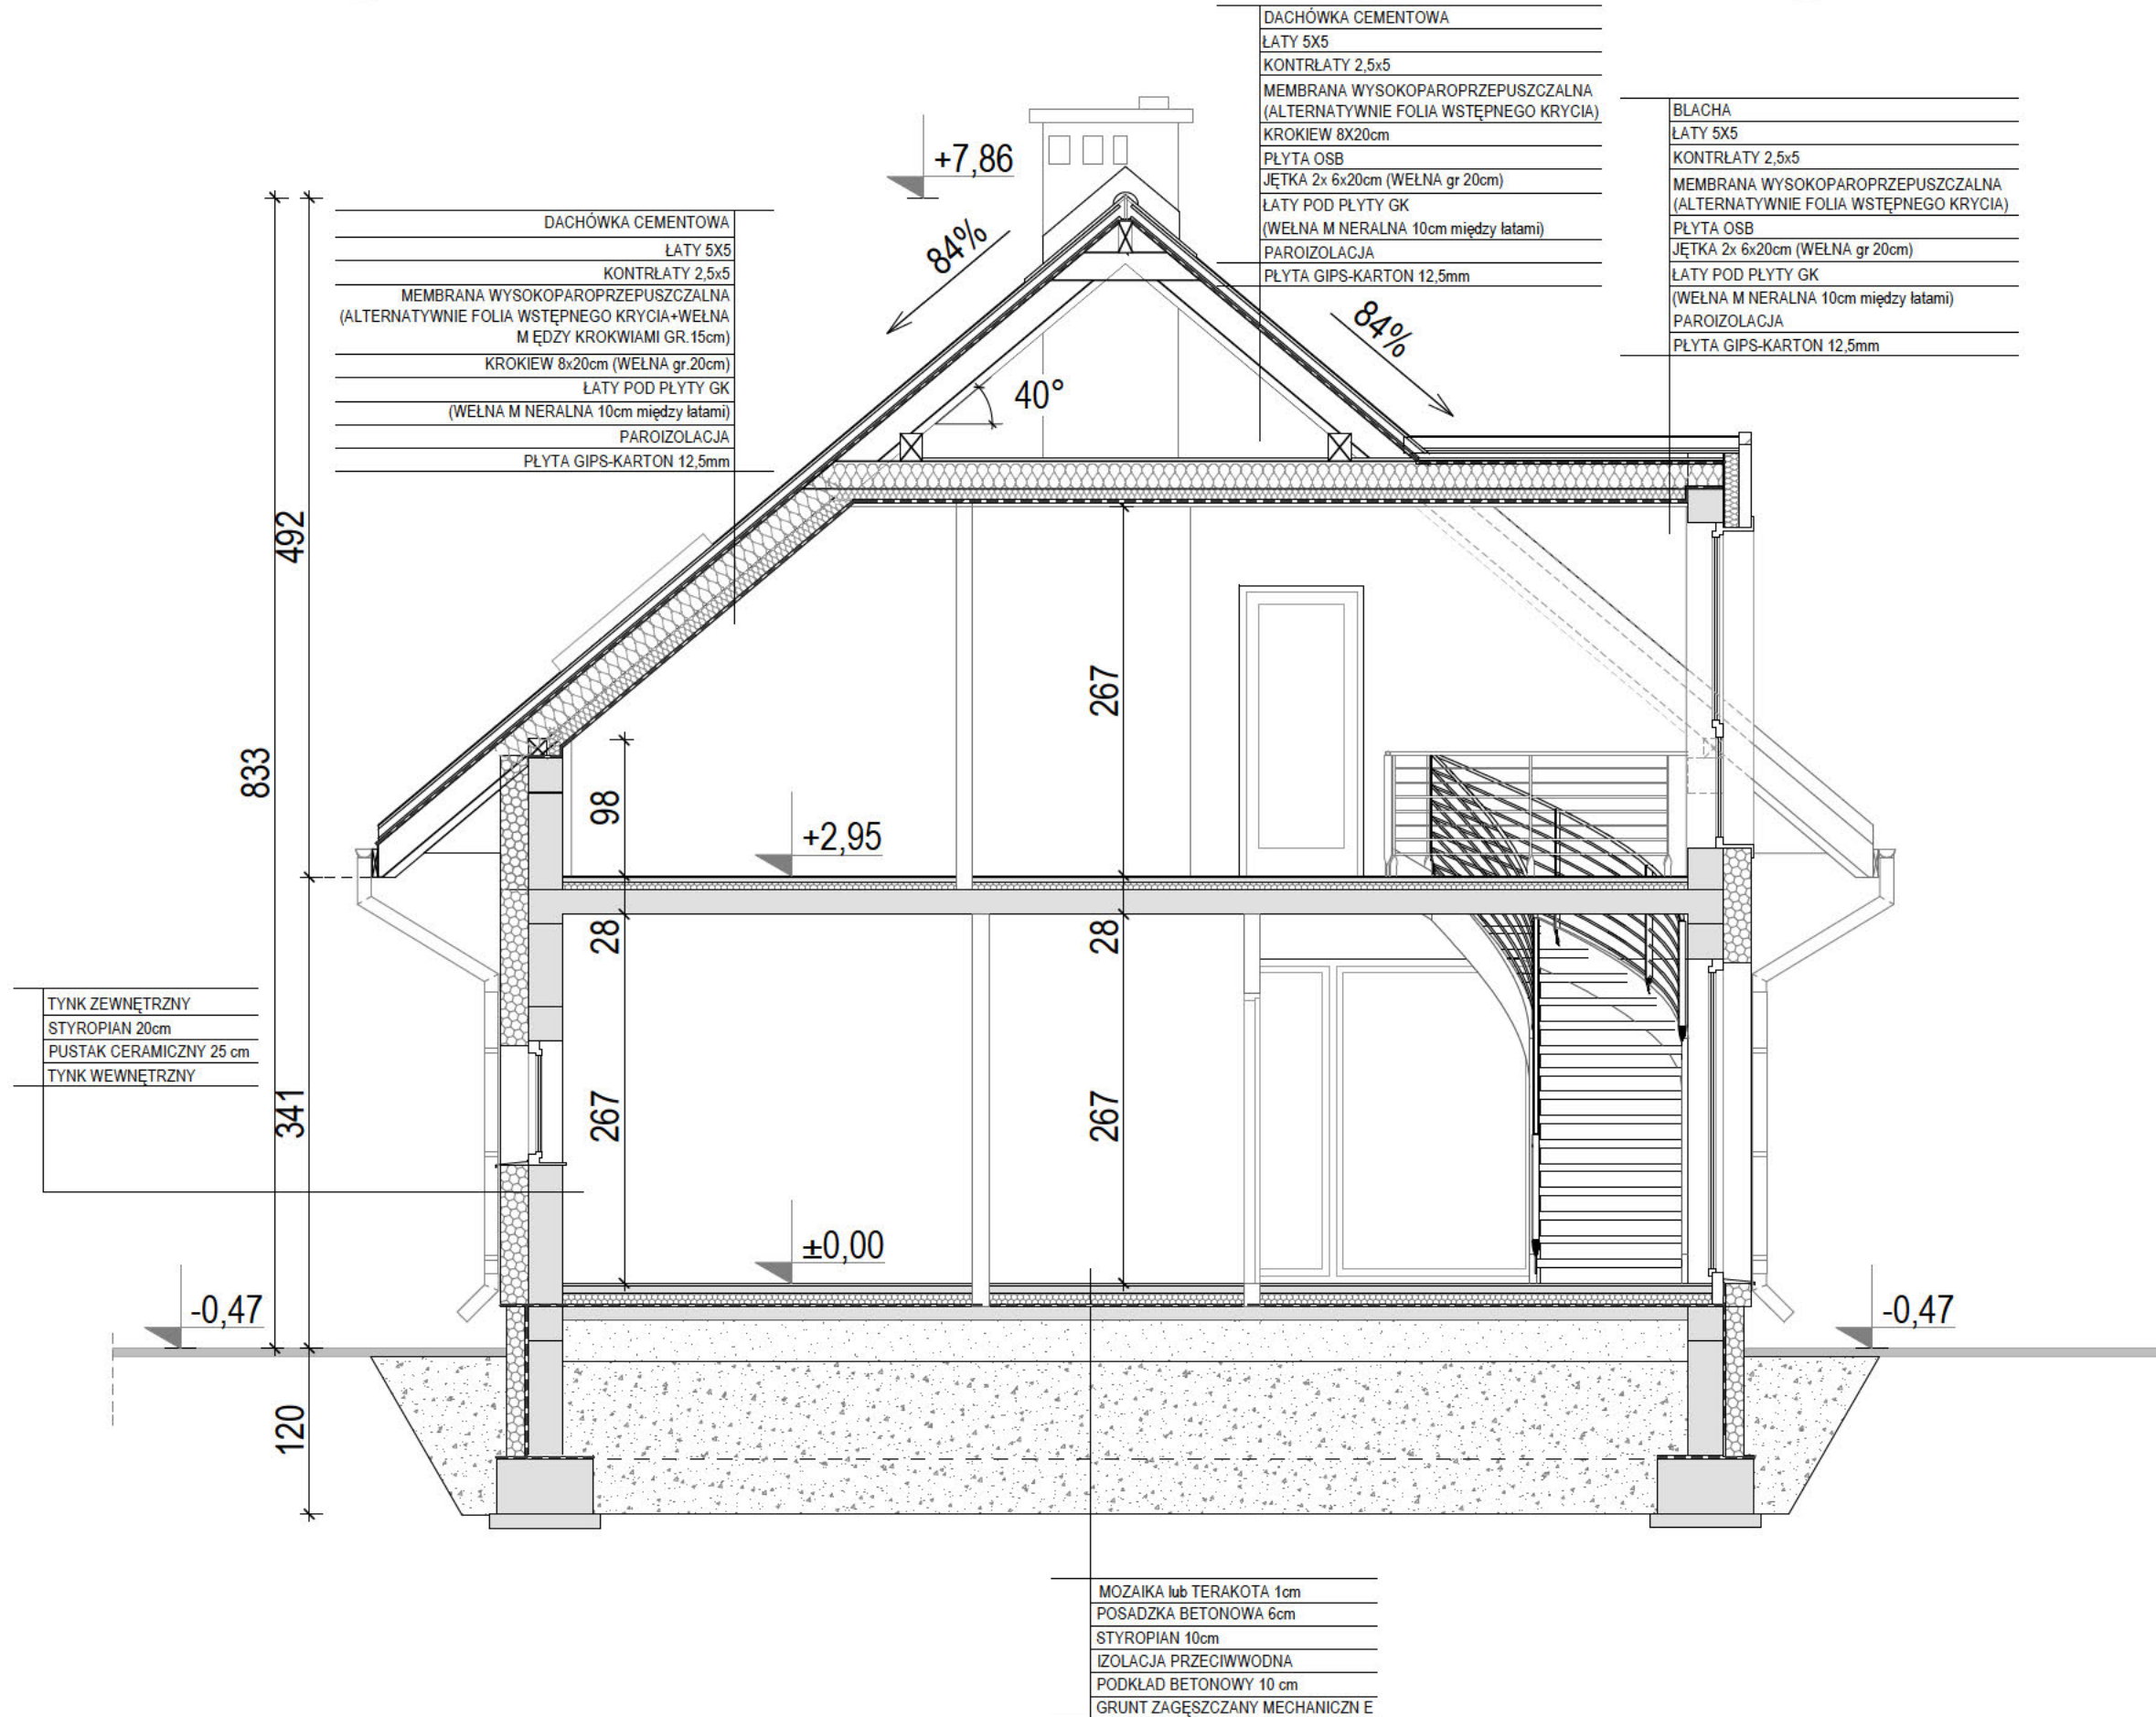 DACHÓWKA CEMENTOWA
ŁATY 5X5
KONTRŁATY 2,5x5
MEMBRANA WYSOKOPAROPRZEPUSZCZALNA
(ALTERNATYWNIE FOLIA WSTĘPNEGO KRYCIA)
KROKIEW 8X20cm
PŁYTA OSB
JĘTKA 2x 6x20cm (WEŁNA gr 20cm)
ŁATY POD PŁYTY GK
(WEŁNA M NERALNA 10cm między łatami)
PAROIZOLACJA
PŁYTA GIPS-KARTON 12,5mm
BLACHA
ŁATY 5X5
KONTRŁATY 2,5x5
MEMBRANA WYSOKOPAROPRZEPUSZCZALNA
(ALTERNATYWNIE FOLIA WSTĘPNEGO KRYCIA)
PŁYTA OSB
JĘTKA 2x 6x20cm (WEŁNA gr 20cm)
ŁATY POD PŁYTY GK
(WEŁNA M NERALNA 10cm między łatami)
PAROIZOLACJA
PŁYTA GIPS-KARTON 12,5mm
+7,86
DACHÓWKA CEMENTOWA
ŁATY 5X5
KONTRŁATY 2,5x5
MEMBRANA WYSOKOPAROPRZEPUSZCZALNA
(ALTERNATYWNIE FOLIA WSTĘPNEGO KRYCIA+WEŁNA
M ĘDZY KROKWIAMI GR.15cm)
KROKIEW 8x20cm (WEŁNA gr.20cm)
ŁATY POD PŁYTY GK
(WEŁNA M NERALNA 10cm między łatami)
PAROIZOLACJA
PŁYTA GIPS-KARTON 12,5mm
84%
84%
40°
492
833
267
98
+2,95
28
28
TYNK ZEWNĘTRZNY
STYROPIAN 20cm
PUSTAK CERAMICZNY 25 cm
TYNK WEWNĘTRZNY
341
267
267
±0,00
-0,47
-0,47
120
MOZAIKA lub TERAKOTA 1cm
POSADZKA BETONOWA 6cm
STYROPIAN 10cm
IZOLACJA PRZECIWWODNA
PODKŁAD BETONOWY 10 cm
GRUNT ZAGĘSZCZANY MECHANICZN E